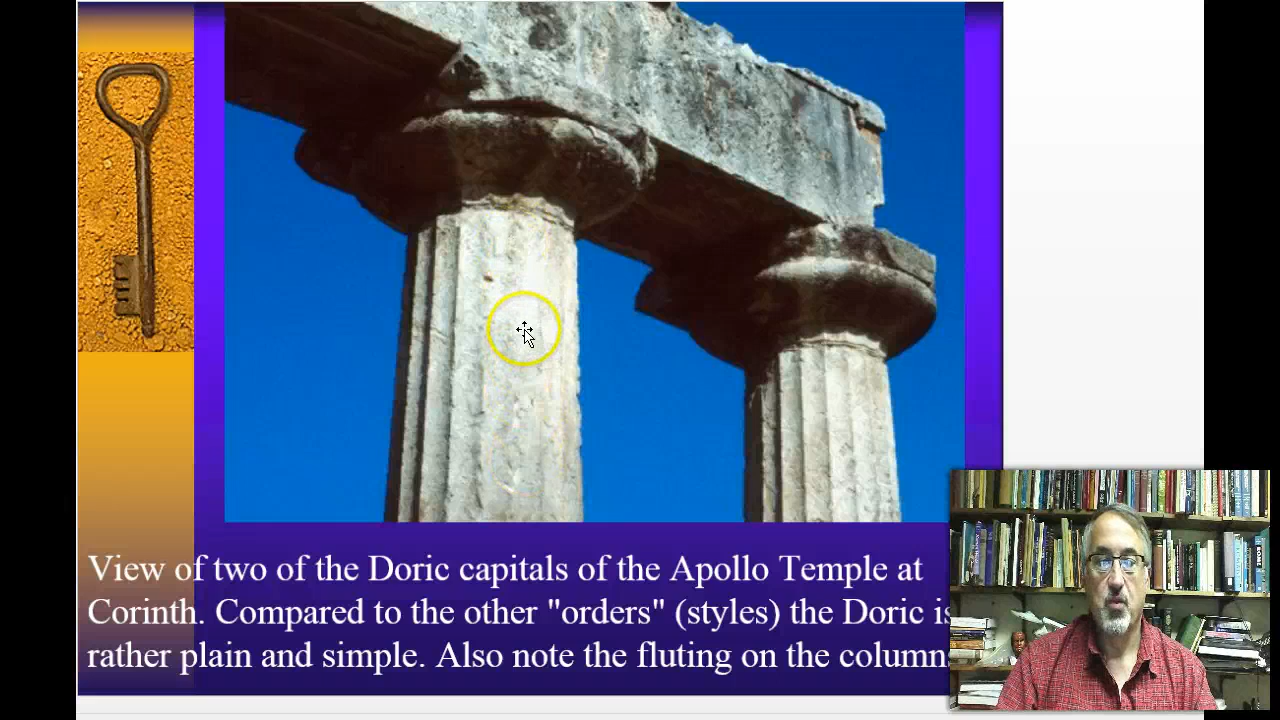 View of two of the Doric capitals of the Apollo Temple at
Corinth. Compared to the other "orders" (styles) the Doric is
rather plain and simple. Also note the fluting on the column